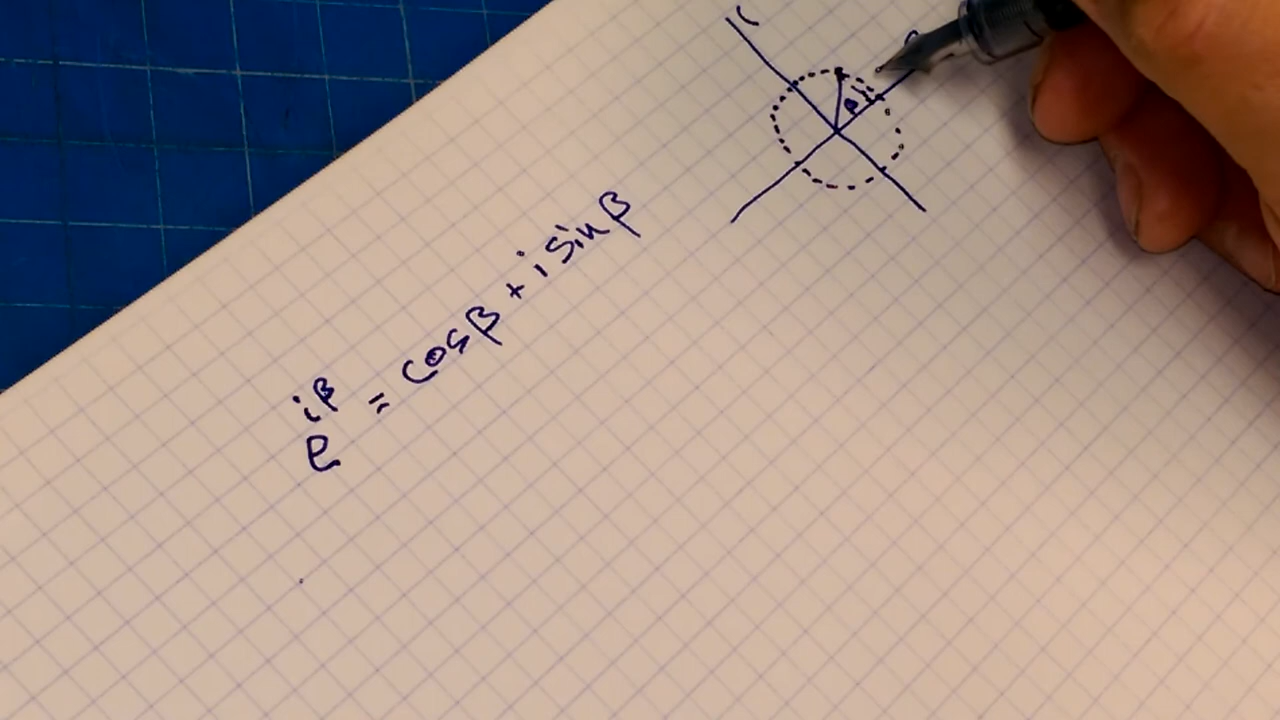 e^{iβ} = cosβ + i sinβ